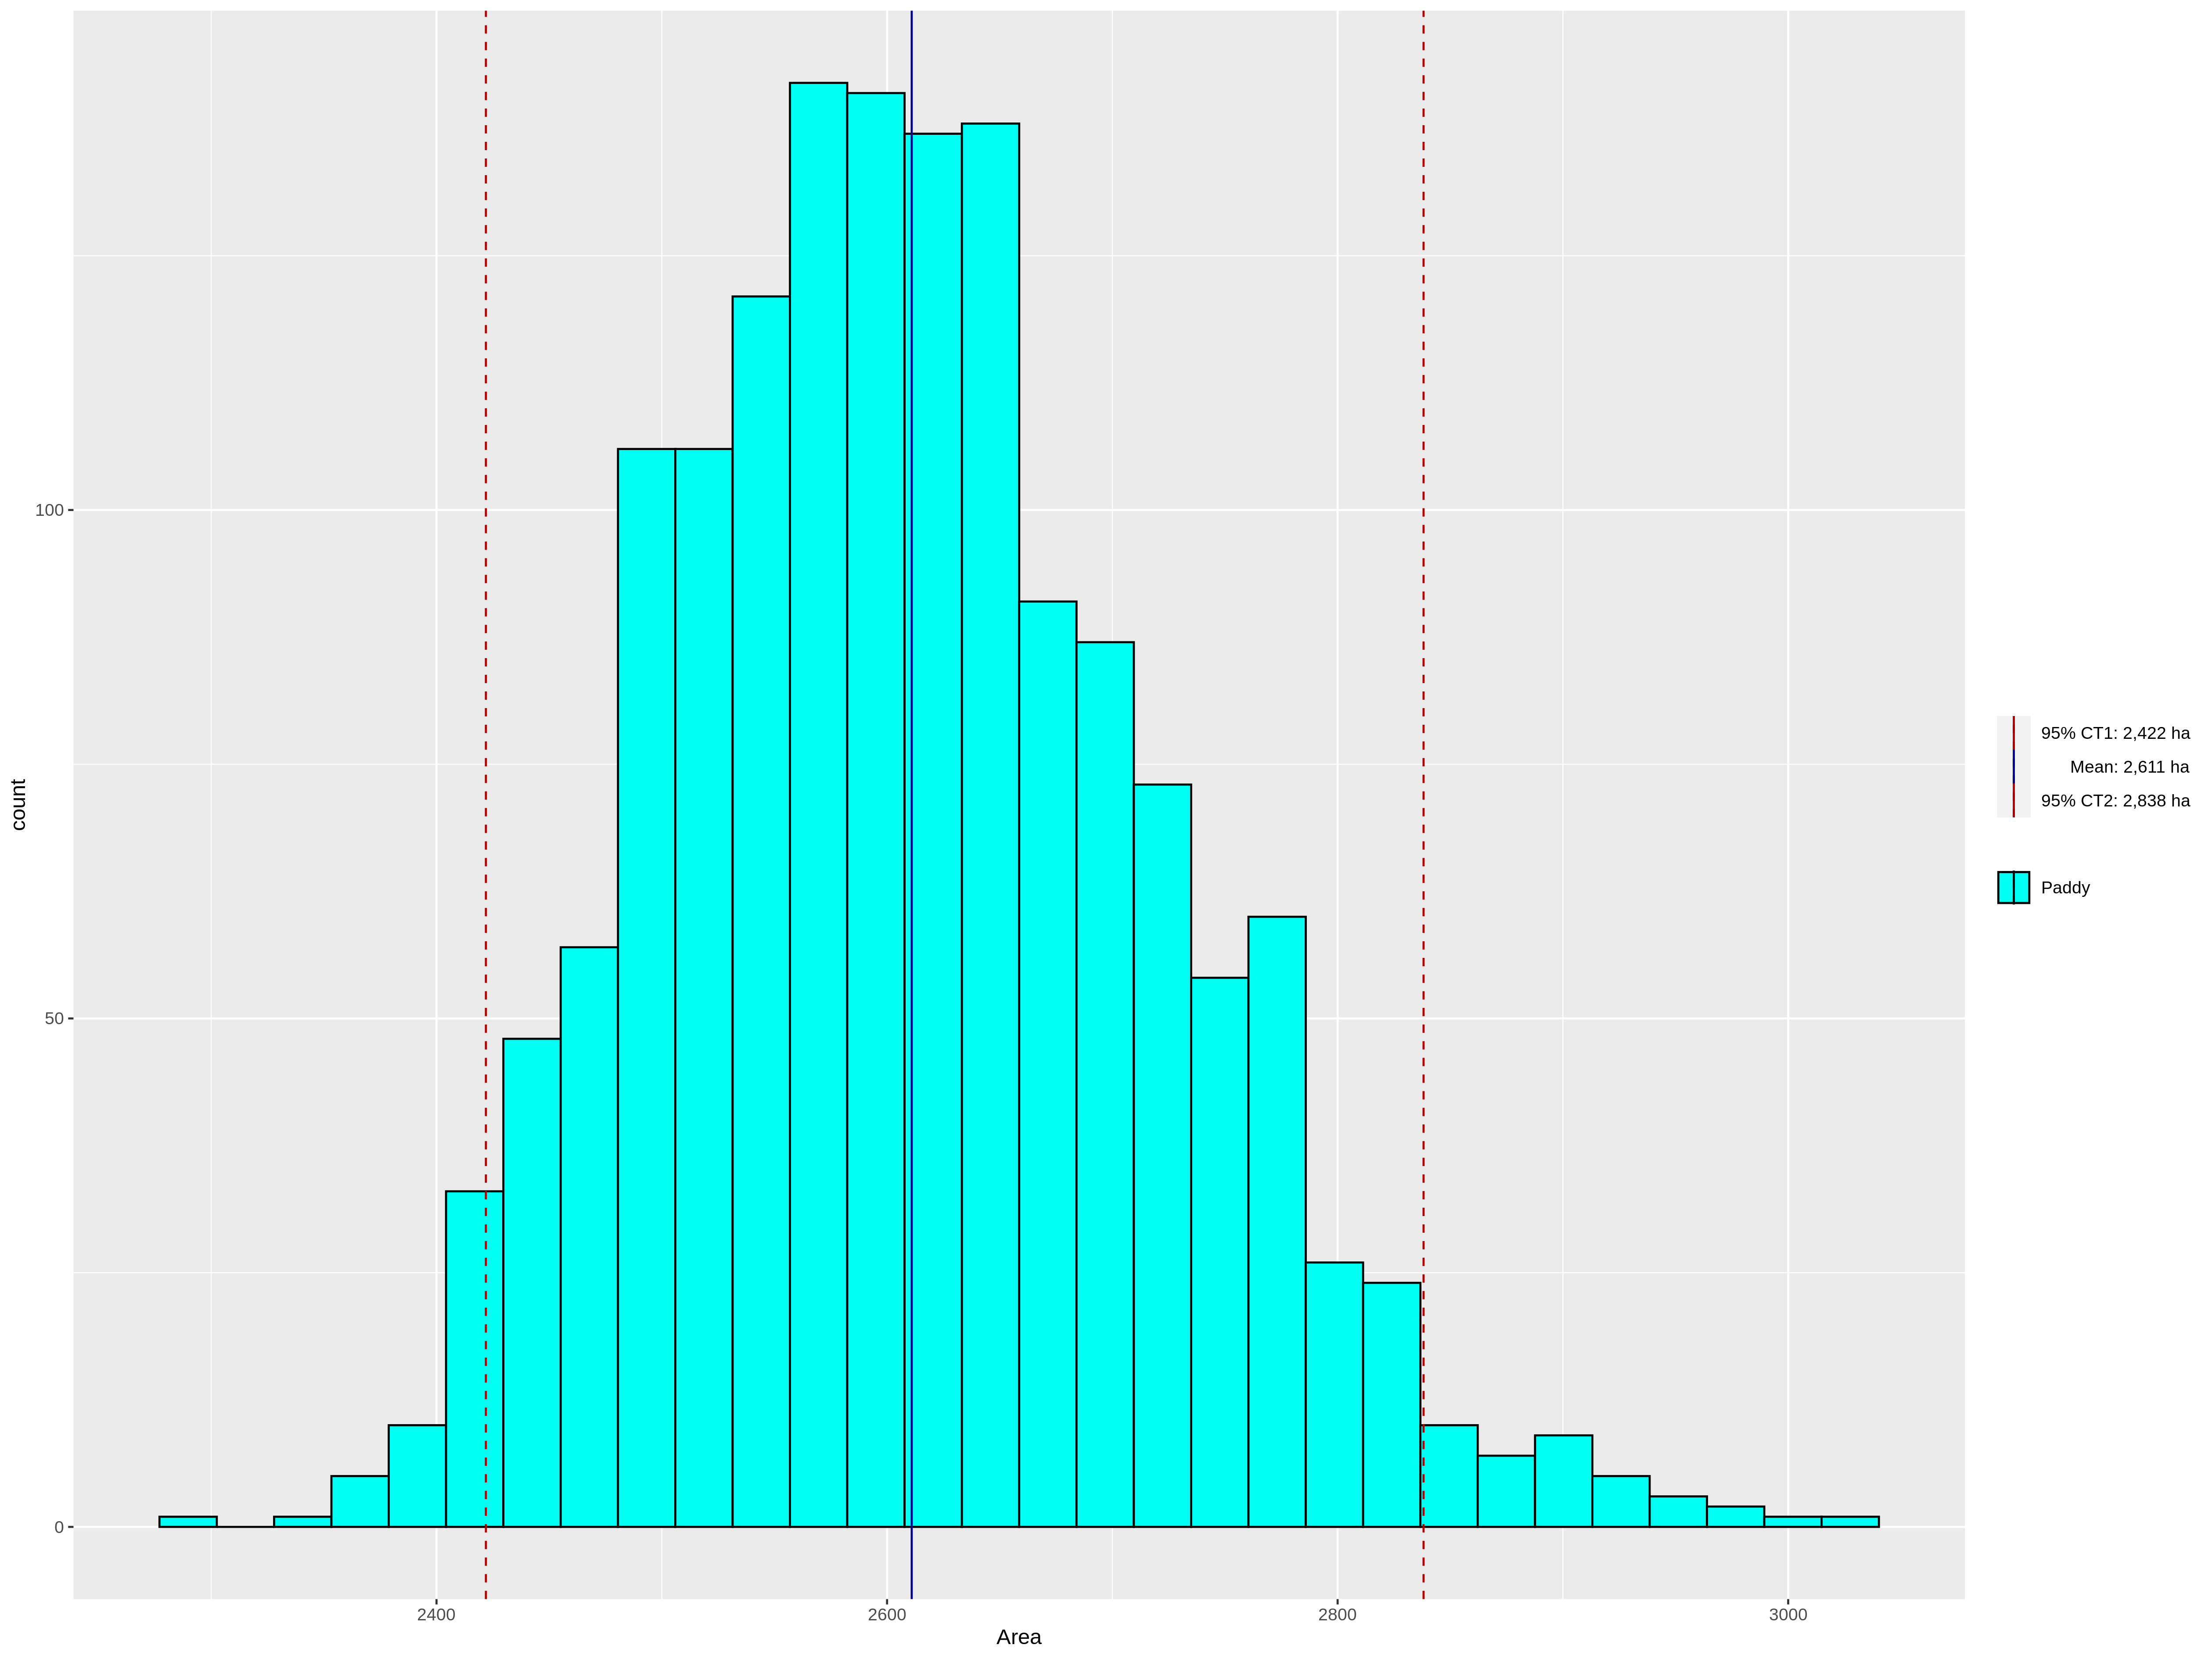 100
50
0
count
2400
2600
2800
3000
Area
95% CT1: 2,422 ha
Mean: 2,611 ha
95% CT2: 2,838 ha
Paddy